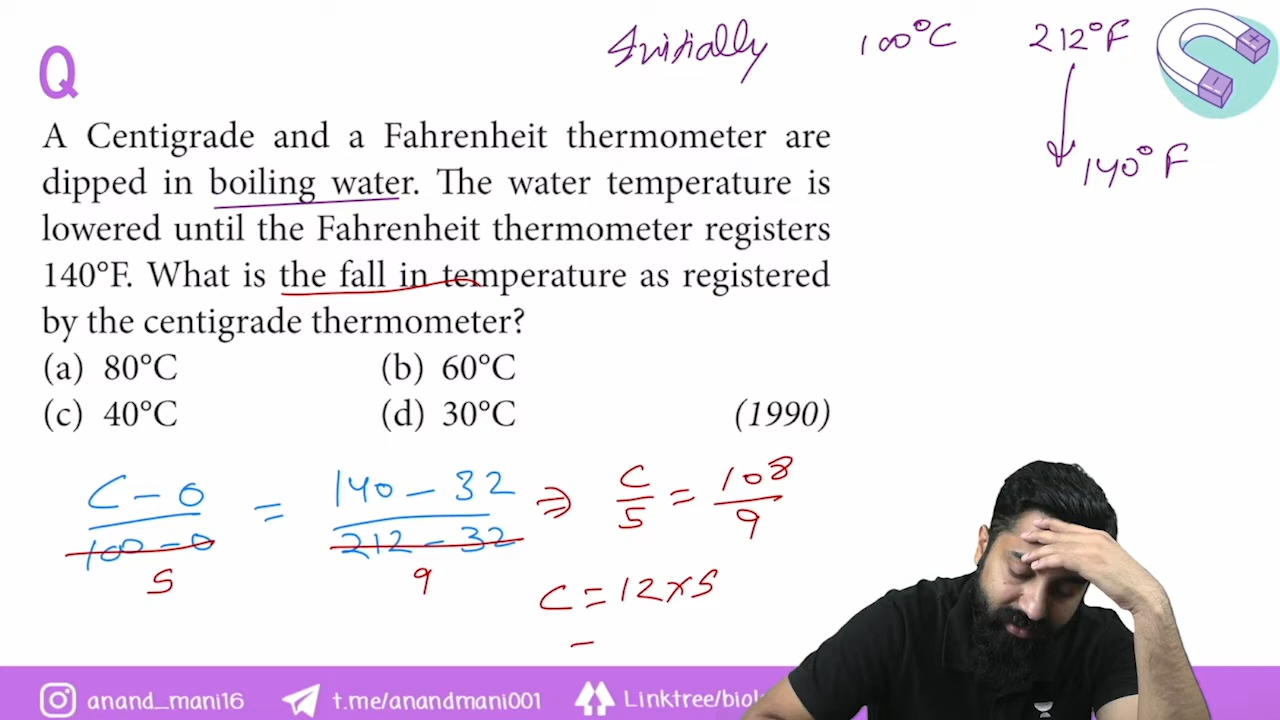 Initially 100°C 212°F
140°F
Q
A Centigrade and a Fahrenheit thermometer are
dipped in boiling water. The water temperature is
lowered until the Fahrenheit thermometer registers
140°F. What is the fall in temperature as registered
by the centigrade thermometer?
(a) 80°C (b) 60°C
(c) 40°C (d) 30°C (1990)
C - 0 / 100 - 0 = 140 - 32 / 212 - 32 ⇒ C / 5 = 108 / 9
5 9
C = 12 × 5
anand_mani16 t.me/anandmani001